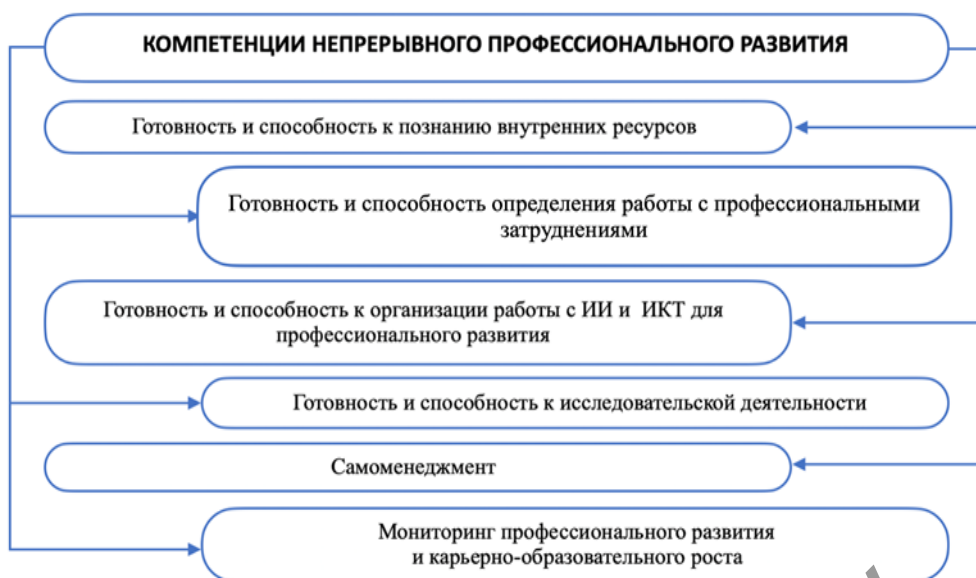 КОМПЕТЕНЦИИ НЕПРЕРЫВНОГО ПРОФЕССИОНАЛЬНОГО РАЗВИТИЯ
Готовность и способность к познанию внутренних ресурсов
Готовность и способность определения работы с профессиональными
затруднениями
Готовность и способность к организации работы с ИИ и ИКТ для
профессионального развития
Готовность и способность к исследовательской деятельности
Самоменеджмент
Мониторинг профессионального развития
и карьерно-образовательного роста